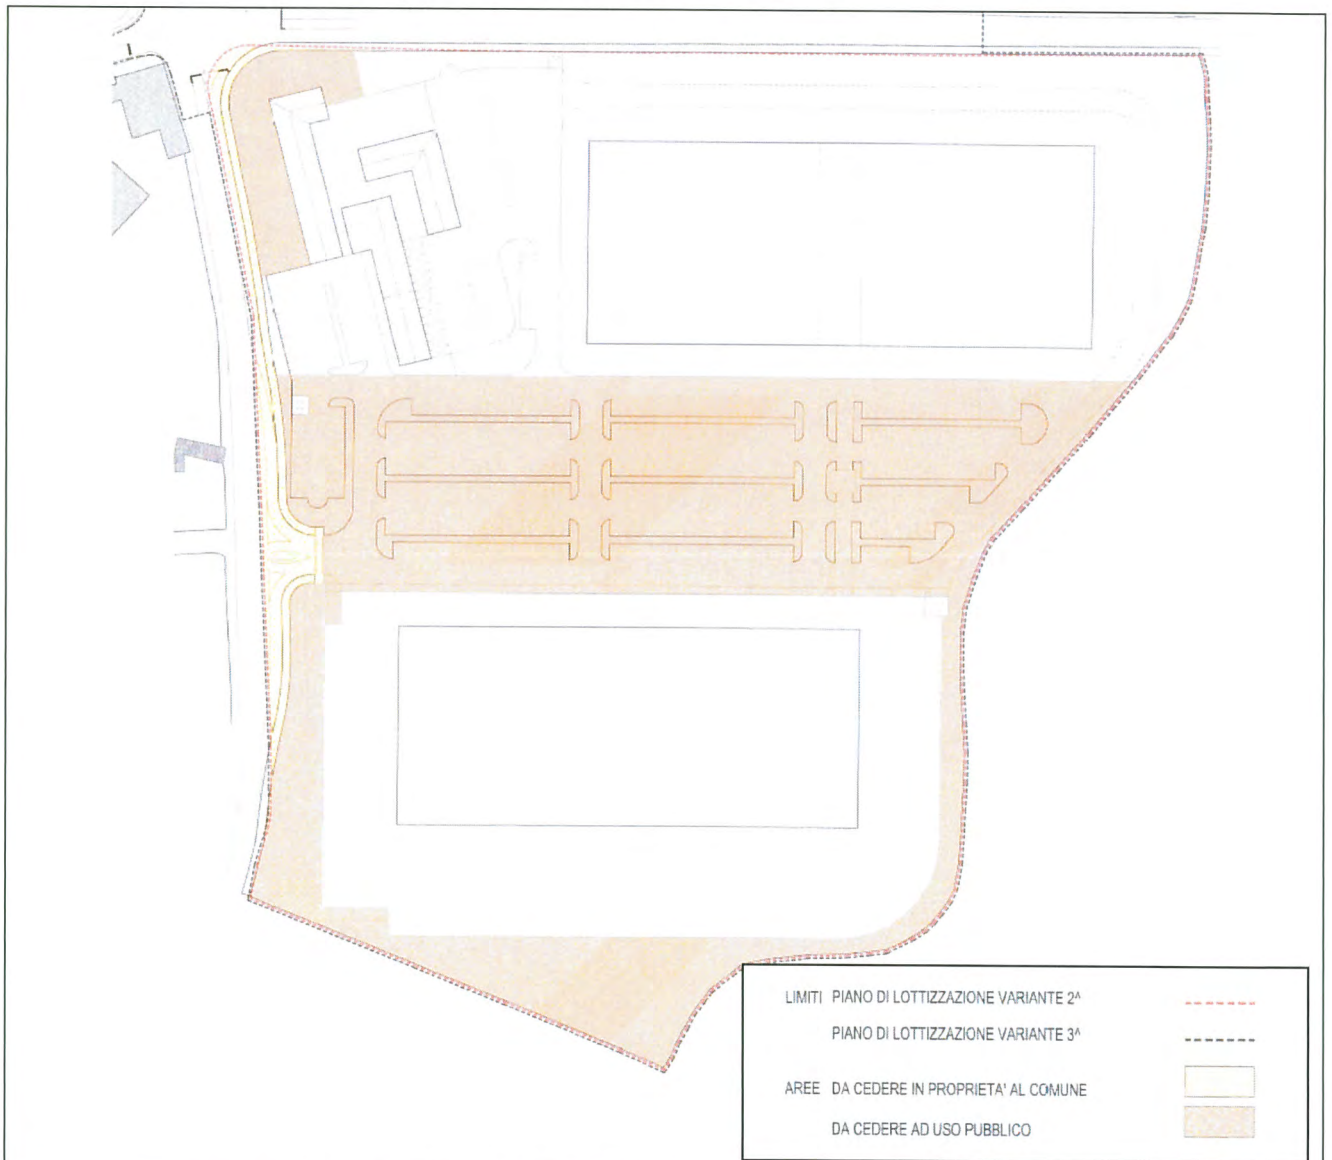 LIMITI PIANO DI LOTTIZZAZIONE VARIANTE 2^
PIANO DI LOTTIZZAZIONE VARIANTE 3^
AREE DA CEDERE IN PROPRIETA' AL COMUNE
DA CEDERE AD USO PUBBLICO